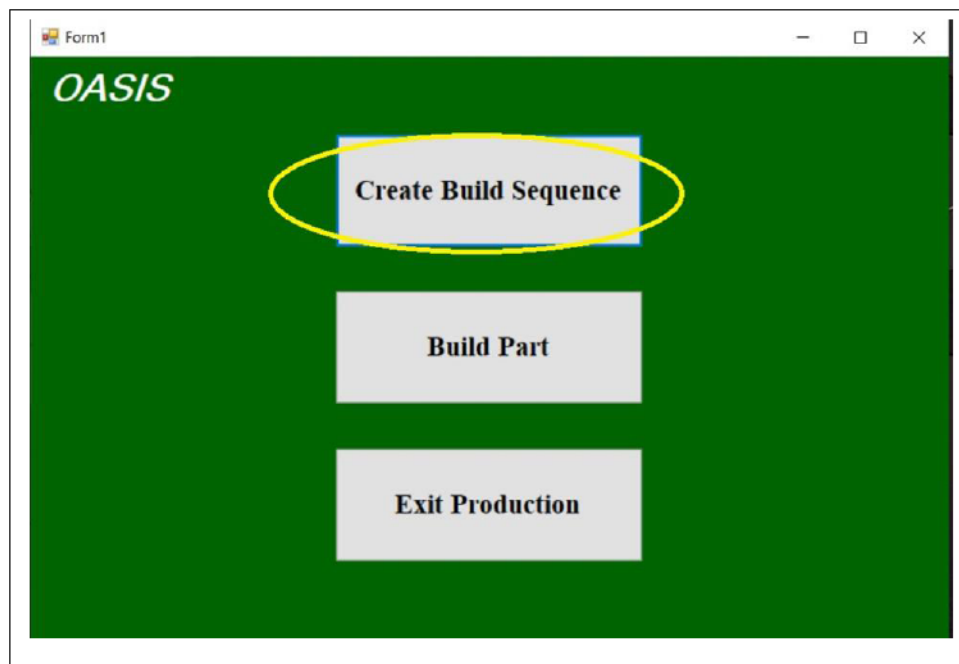 Form1
OASIS
Create Build Sequence
Build Part
Exit Production